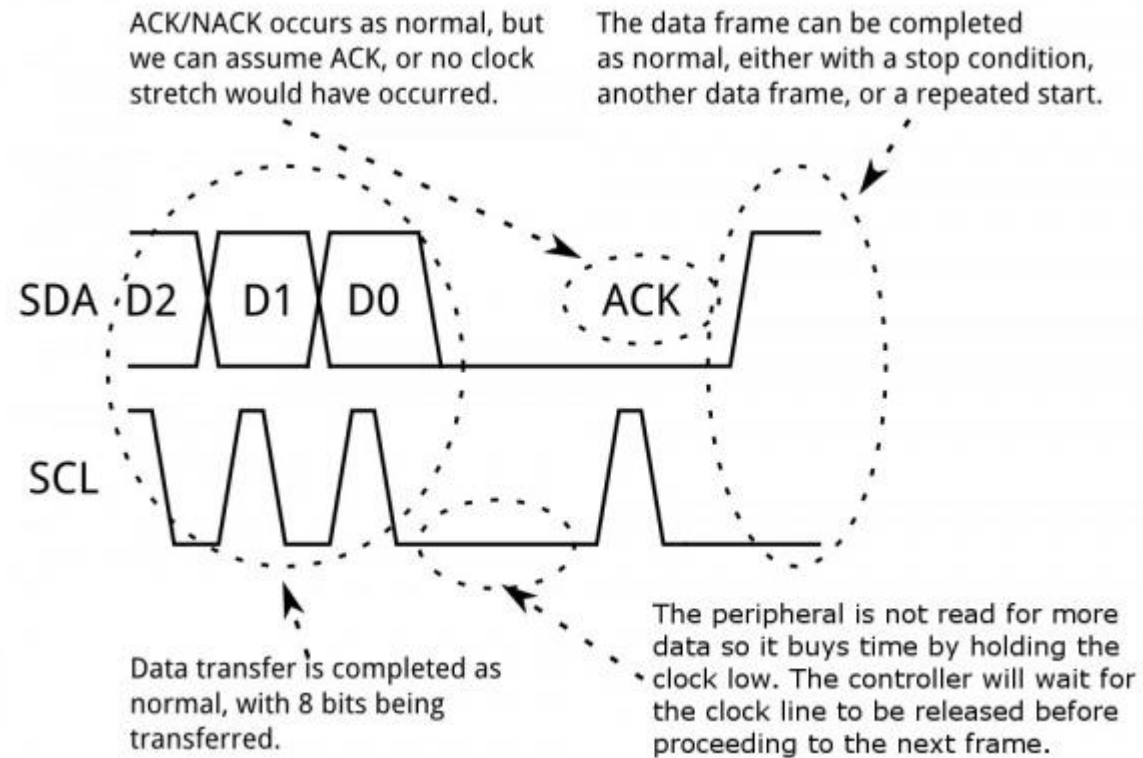 ACK/NACK occurs as normal, but
we can assume ACK, or no clock
stretch would have occurred.
The data frame can be completed
as normal, either with a stop condition,
another data frame, or a repeated start.
SDA D2 D1 D0 ACK
SCL
Data transfer is completed as
normal, with 8 bits being
transferred.
The peripheral is not read for more
data so it buys time by holding the
clock low. The controller will wait for
the clock line to be released before
proceeding to the next frame.